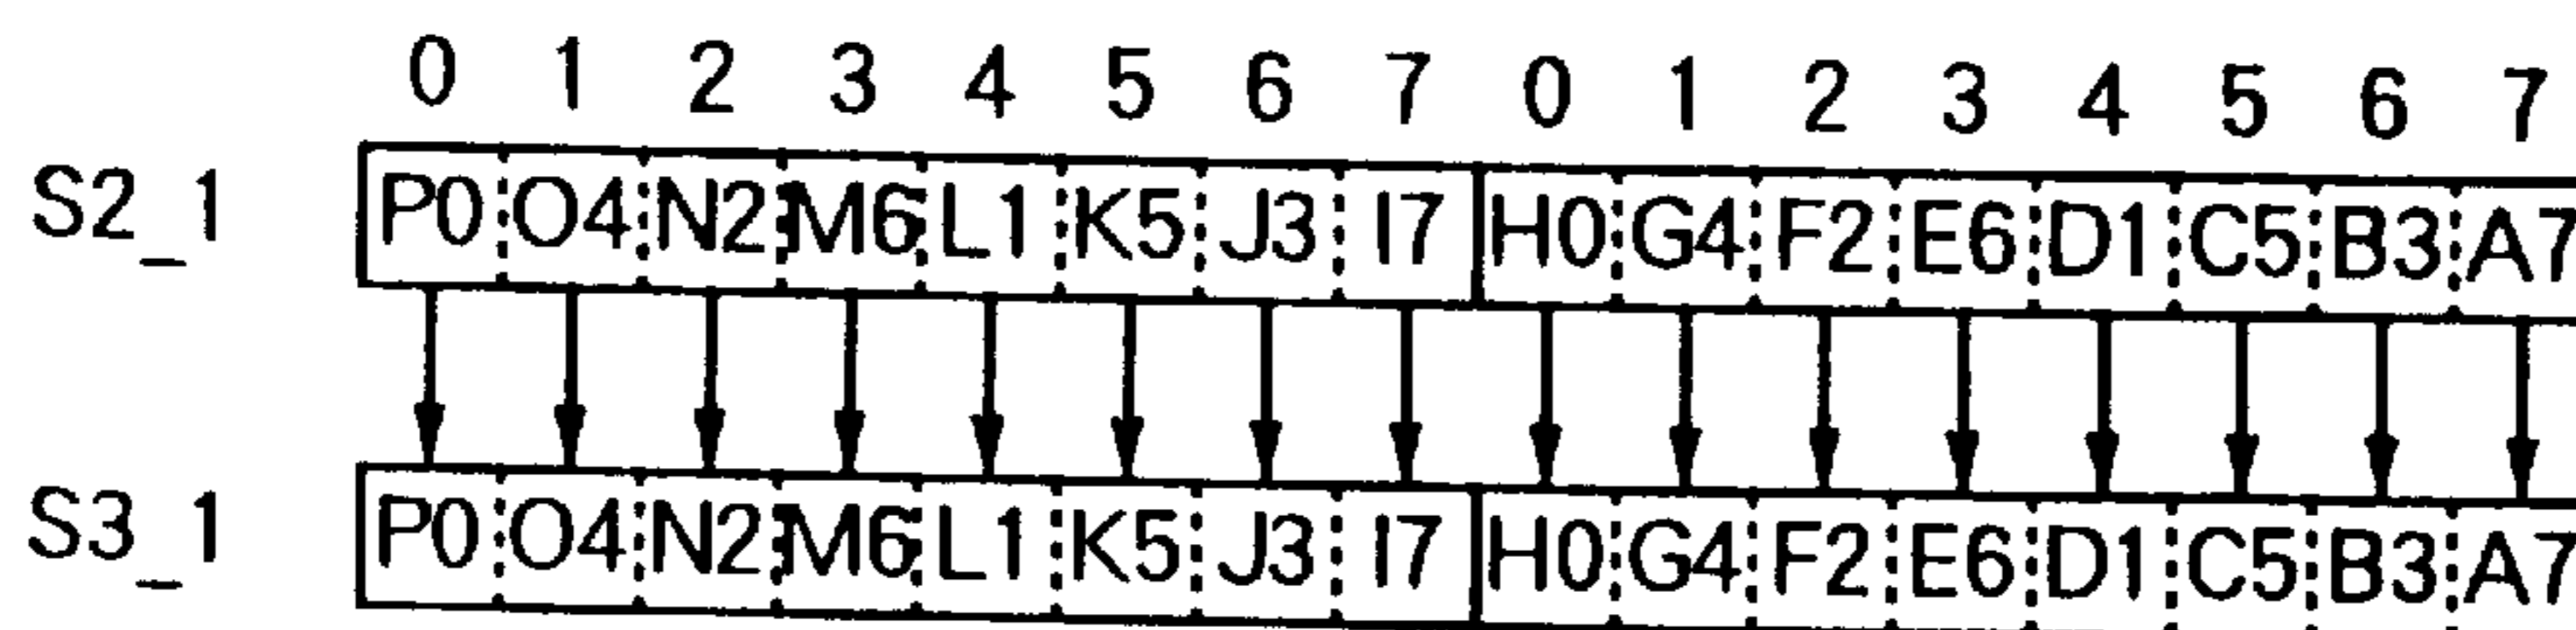 0 1 2 3 4 5 6 7 0 1 2 3 4 5 6 7
S2_1 P0 O4 N2 M6 L1 K5 J3 I7 H0 G4 F2 E6 D1 C5 B3 A7
S3_1 P0 O4 N2 M6 L1 K5 J3 I7 H0 G4 F2 E6 D1 C5 B3 A7